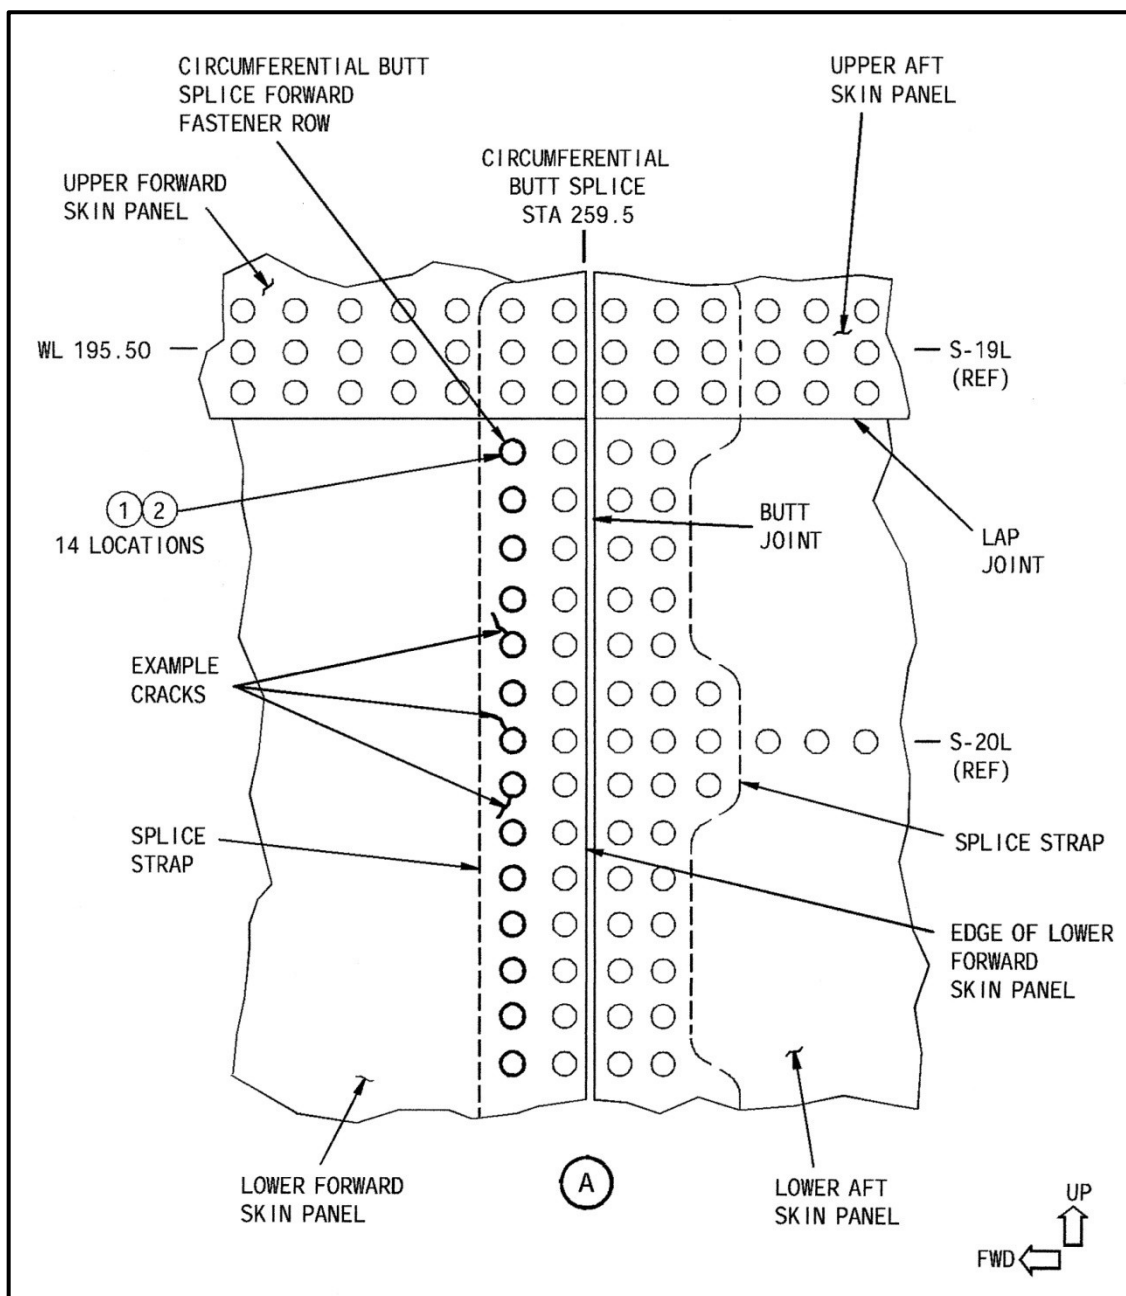 CIRCUMFERENTIAL BUTT
SPLICE FORWARD
FASTENER ROW
UPPER AFT
SKIN PANEL
CIRCUMFERENTIAL
BUTT SPLICE
STA 259.5
UPPER FORWARD
SKIN PANEL
WL 195.50
S-19L
(REF)
1 2
14 LOCATIONS
BUTT
JOINT
LAP
JOINT
EXAMPLE
CRACKS
S-20L
(REF)
SPLICE
STRAP
SPLICE STRAP
EDGE OF LOWER
FORWARD
SKIN PANEL
LOWER FORWARD
SKIN PANEL
A
LOWER AFT
SKIN PANEL
UP
FWD